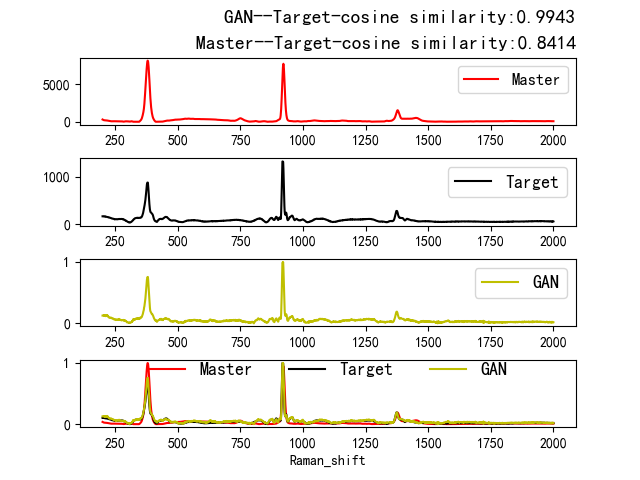 GAN--Target-cosine similarity:0.9943
Master--Target-cosine similarity:0.8414
5000
0
Master
250 500 750 1000 1250 1500 1750 2000
1000
0
Target
250 500 750 1000 1250 1500 1750 2000
1
0
GAN
250 500 750 1000 1250 1500 1750 2000
1
0
Master Target GAN
250 500 750 1000 1250 1500 1750 2000
Raman_shift